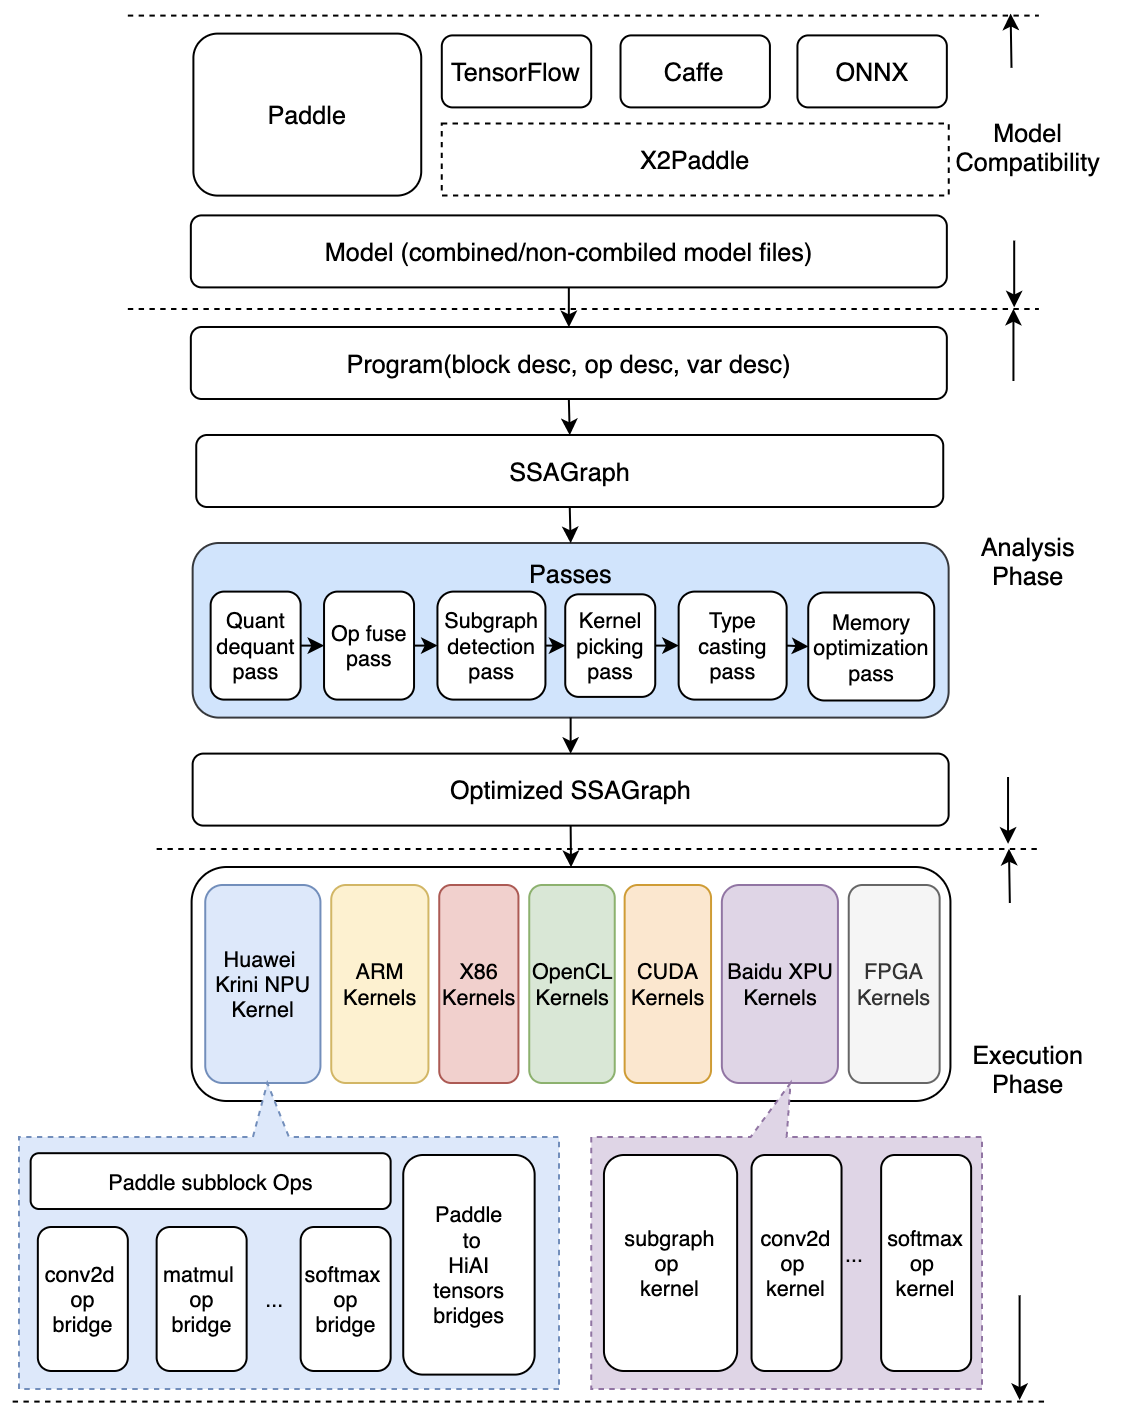 Paddle
TensorFlow
Caffe
ONNX
X2Paddle
Model
Compatibility
Model (combined/non-combiled model files)
Program(block desc, op desc, var desc)
SSAGraph
Analysis
Phase
Passes
Quant
dequant
pass
Op fuse
pass
Subgraph
detection
pass
Kernel
picking
pass
Type
casting
pass
Memory
optimization
pass
Optimized SSAGraph
Huawei
Krini NPU
Kernel
ARM
Kernels
X86
Kernels
OpenCL
Kernels
CUDA
Kernels
Baidu XPU
Kernels
FPGA
Kernels
Execution
Phase
Paddle subblock Ops
conv2d
op
bridge
matmul
op
bridge
...
softmax
op
bridge
Paddle
to
HiAI
tensors
bridges
subgraph
op
kernel
conv2d
op
kernel
...
softmax
op
kernel